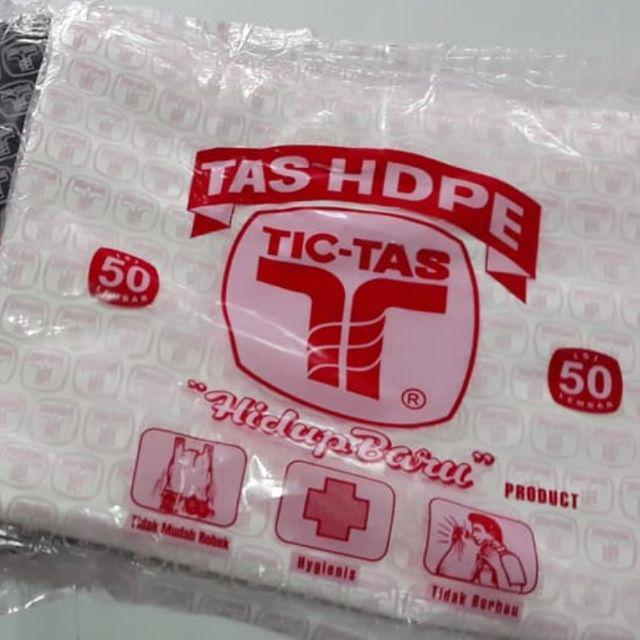 TAS HDPE
TIC-TAS
®
50
LEMBAR
ISI
50
LEMBAR
"Hidup Baru"
PRODUCT
Tidak Mudah Robek
Hygienis
Tidak Berbau